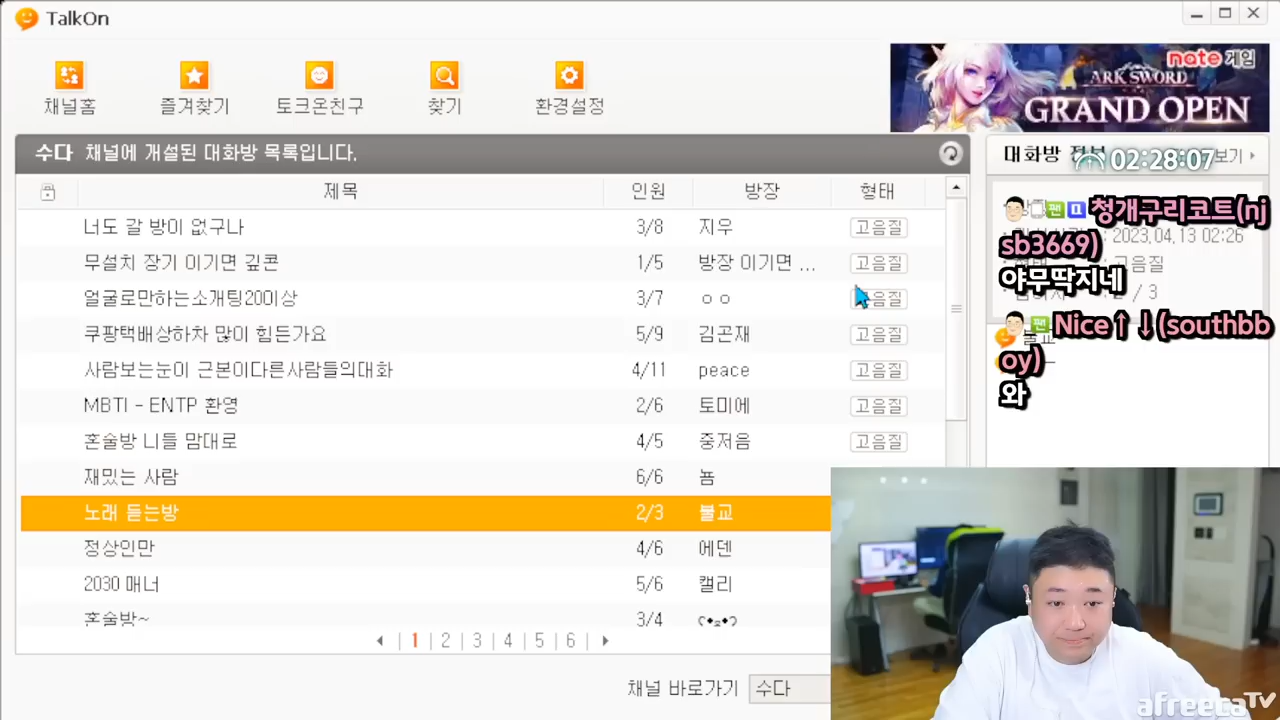 TalkOn
채널홈 즐겨찾기 토크온친구 찾기 환경설정
nate 게임
ARK SWORD
GRAND OPEN
수다 채널에 개설된 대화방 목록입니다.
제목 인원 방장 형태
너도 갈 방이 없구나 3/8 지우 고음질
무설치 장기 이기면 깊콘 1/5 방장 이기면 ... 고음질
얼굴로만하는소개팅200이상 3/7 ㅇㅇ 고음질
쿠팡택배상하차 많이 힘든가요 5/9 김곤재 고음질
사람보는눈이 근본이다른사람들의대화 4/11 peace 고음질
MBTI - ENTP 환영 2/6 토미에 고음질
혼술방 니들 맘대로 4/5 중저음 고음질
재밌는 사람 6/6 뇸
노래 듣는방 2/3 불교
정상인만 4/6 에덴
2030 매너 5/6 캘리
혼술방~ 3/4
1 2 3 4 5 6
채널 바로가기 수다
대화방 정보
02:28:07
청개구리코트(nj
sb3669)
: 2023.04.13 02:26
야무딱지네
고음질
/ 3
Nice↑↓(southbb
oy)
불교
와
afreecaTV